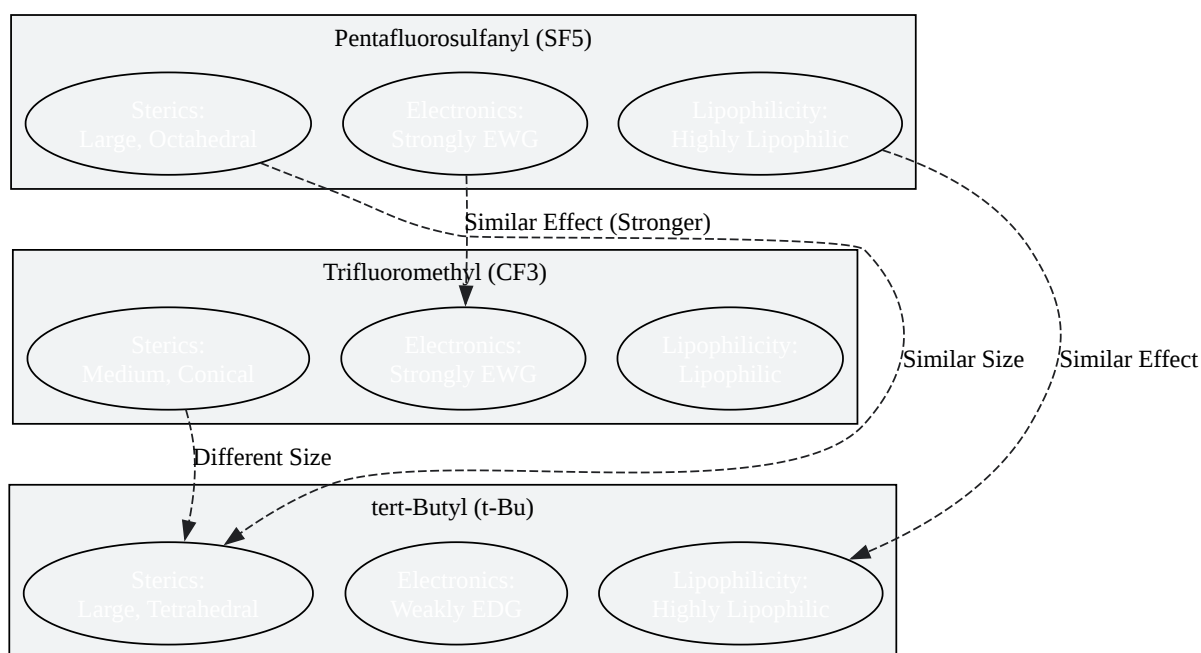 Pentafluorosulfanyl (SF5)
Sterics:
Large, Octahedral
Electronics:
Strongly EWG
Lipophilicity:
Highly Lipophilic
Similar Effect (Stronger)
Trifluoromethyl (CF3)
Sterics:
Medium, Conical
Electronics:
Strongly EWG
Lipophilicity:
Lipophilic
Similar Size
Similar Effect
Different Size
tert-Butyl (t-Bu)
Sterics:
Large, Tetrahedral
Electronics:
Weakly EDG
Lipophilicity:
Highly Lipophilic